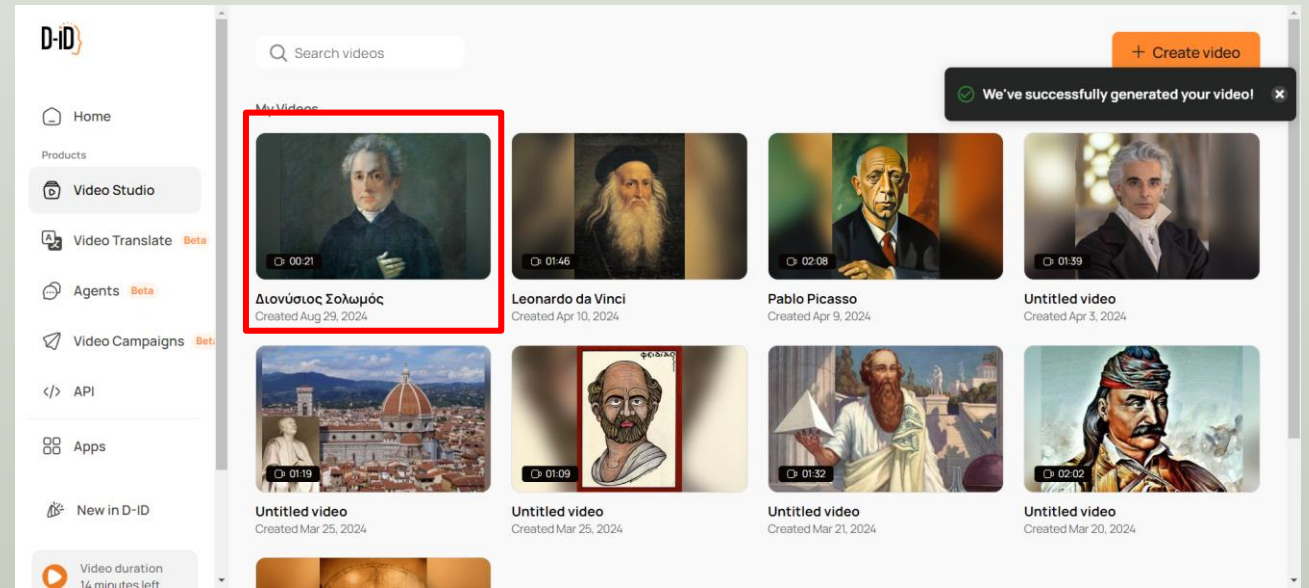 D-iD
Search videos
+ Create video
We've successfully generated your video!
My Videos
Home
Products
Video Studio
Video Translate Beta
Agents Beta
Video Campaigns Beta
</> API
Apps
New in D-ID
Video duration
14 minutes left
00:21
01:46
02:08
01:39
Διονύσιος Σολωμός
Leonardo da Vinci
Pablo Picasso
Untitled video
Created Aug 29, 2024
Created Apr 10, 2024
Created Apr 9, 2024
Created Apr 3, 2024
01:19
01:09
01:32
02:02
Untitled video
Untitled video
Untitled video
Untitled video
Created Mar 25, 2024
Created Mar 25, 2024
Created Mar 21, 2024
Created Mar 20, 2024